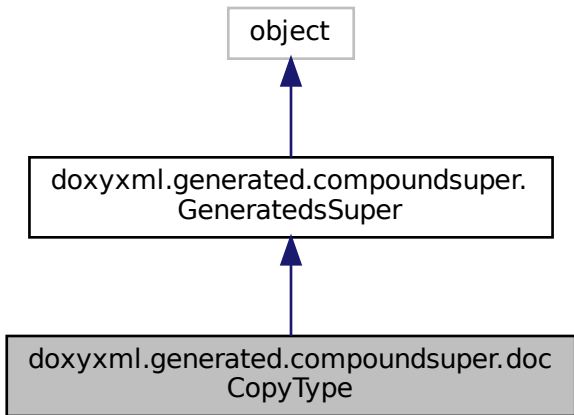 object
doxyxml.generated.compoundsuper.
GeneratedsSuper
doxyxml.generated.compoundsuper.doc
CopyType